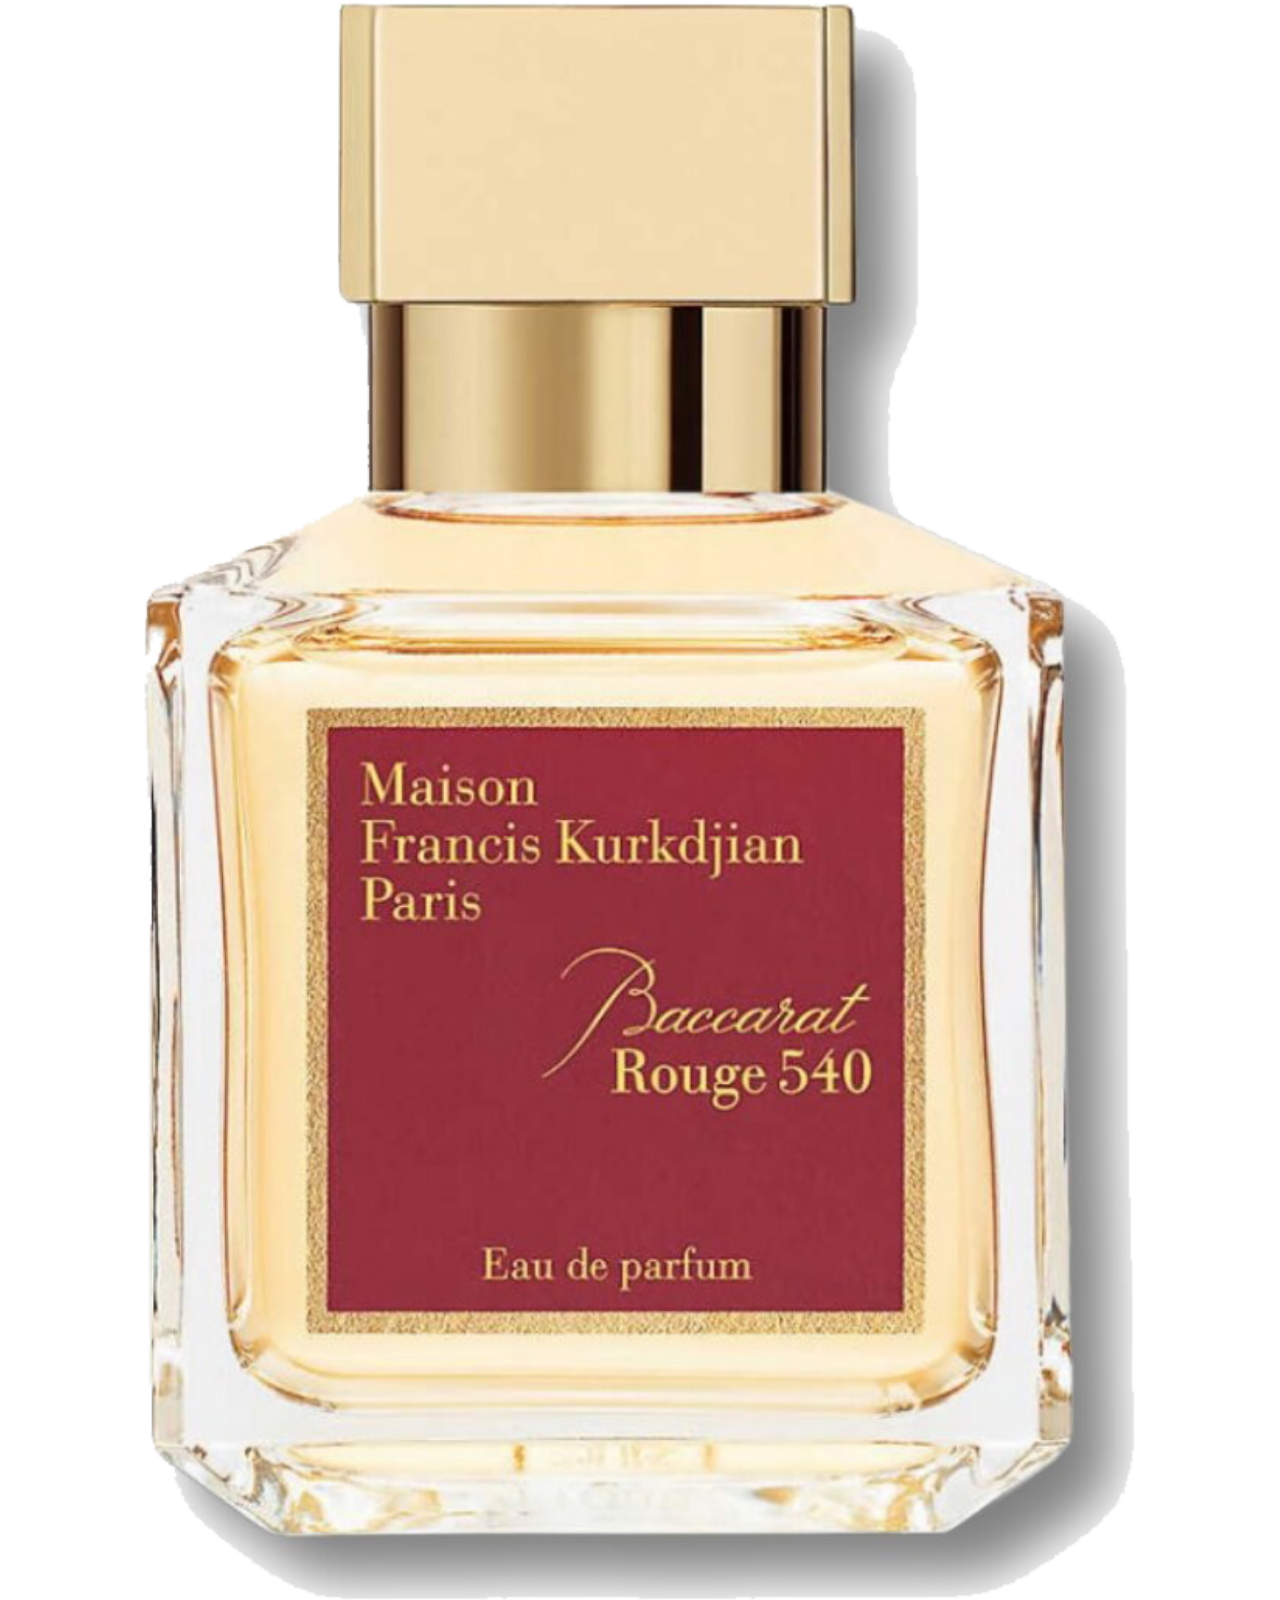 Maison
Francis Kurkdjian
Paris
Baccarat
Rouge 540
Eau de parfum